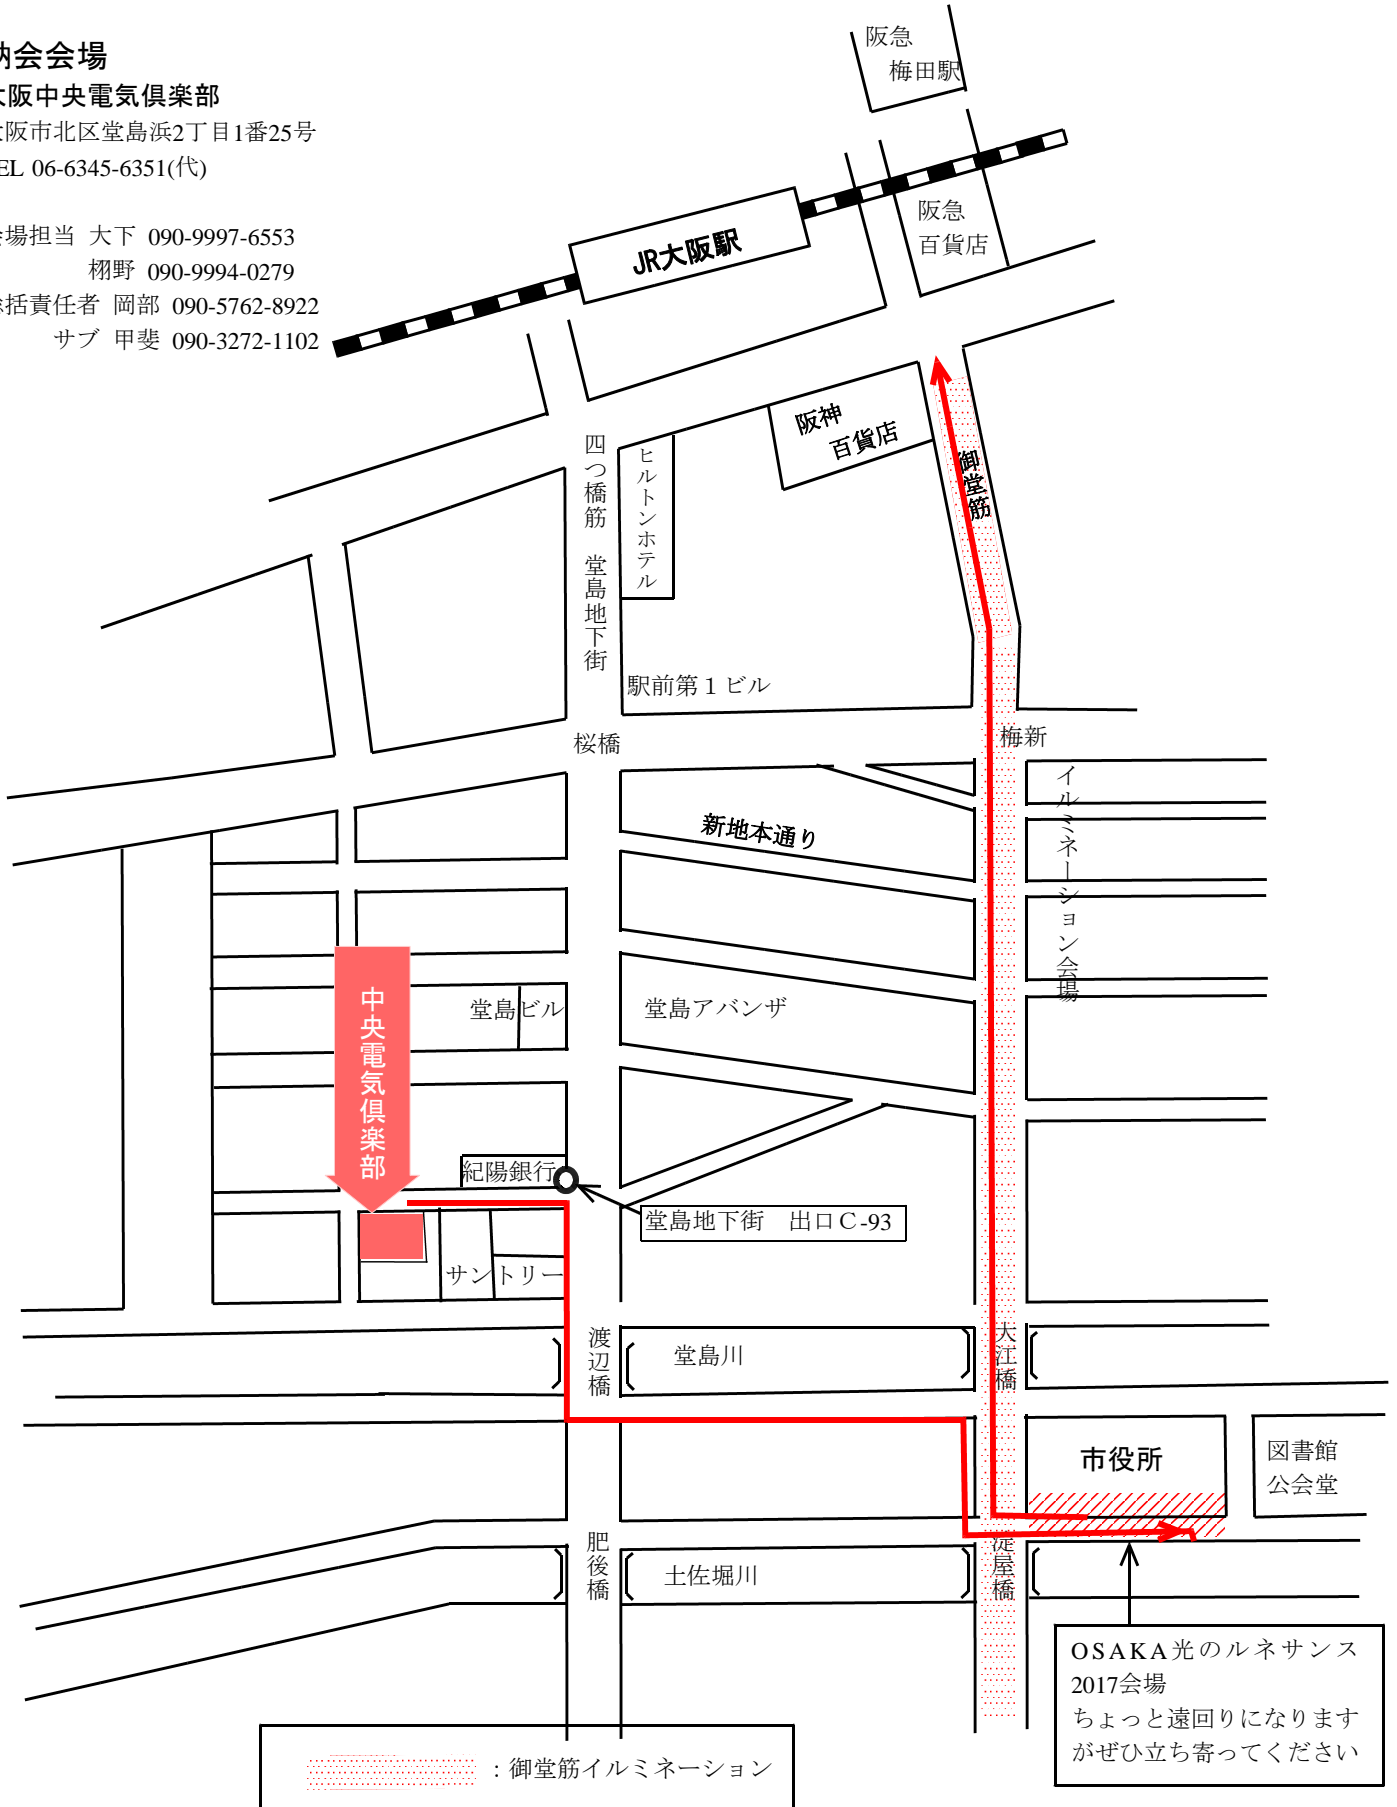 納会会場
大阪中央電気倶楽部
大阪市北区堂島浜2丁目1番25号
TEL 06-6345-6351(代)
会場担当 大下 090-9997-6553
栩野 090-9994-0279
総括責任者 岡部 090-5762-8922
サブ 甲斐 090-3272-1102
阪急
梅田駅
JR大阪駅
阪急
百貨店
阪神
百貨店
御堂筋
四つ橋筋 堂島地下街
ヒルトンホテル
駅前第1ビル
桜橋
梅新
イルミネーション会場
新地本通り
中央電気倶楽部
堂島ビル
堂島アバンザ
紀陽銀行
堂島地下街 出口C-93
サントリー
渡辺橋
堂島川
大江橋
市役所
図書館
公会堂
肥後橋
土佐堀川
淀屋橋
OSAKA光のルネサンス
2017会場
ちょっと遠回りになります
がぜひ立ち寄ってください
：御堂筋イルミネーション